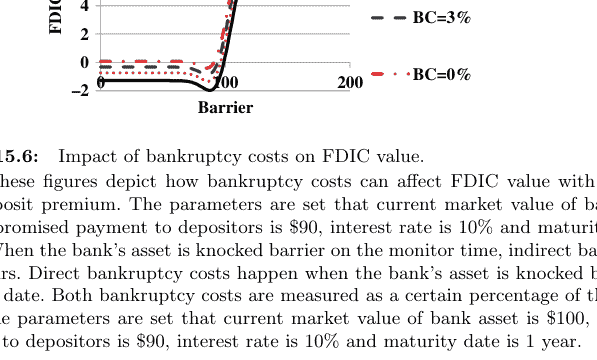 4
FDIC
BC=3%
2
BC=0%
0
0 100 200
−2
Barrier
15.6: Impact of bankruptcy costs on FDIC value.
these figures depict how bankruptcy costs can affect FDIC value with
posit premium. The parameters are set that current market value of ba
promised payment to depositors is $90, interest rate is 10% and maturit
When the bank's asset is knocked barrier on the monitor time, indirect ba
rs. Direct bankruptcy costs happen when the bank's asset is knocked b
date. Both bankruptcy costs are measured as a certain percentage of th
e parameters are set that current market value of bank asset is $100,
to depositors is $90, interest rate is 10% and maturity date is 1 year.